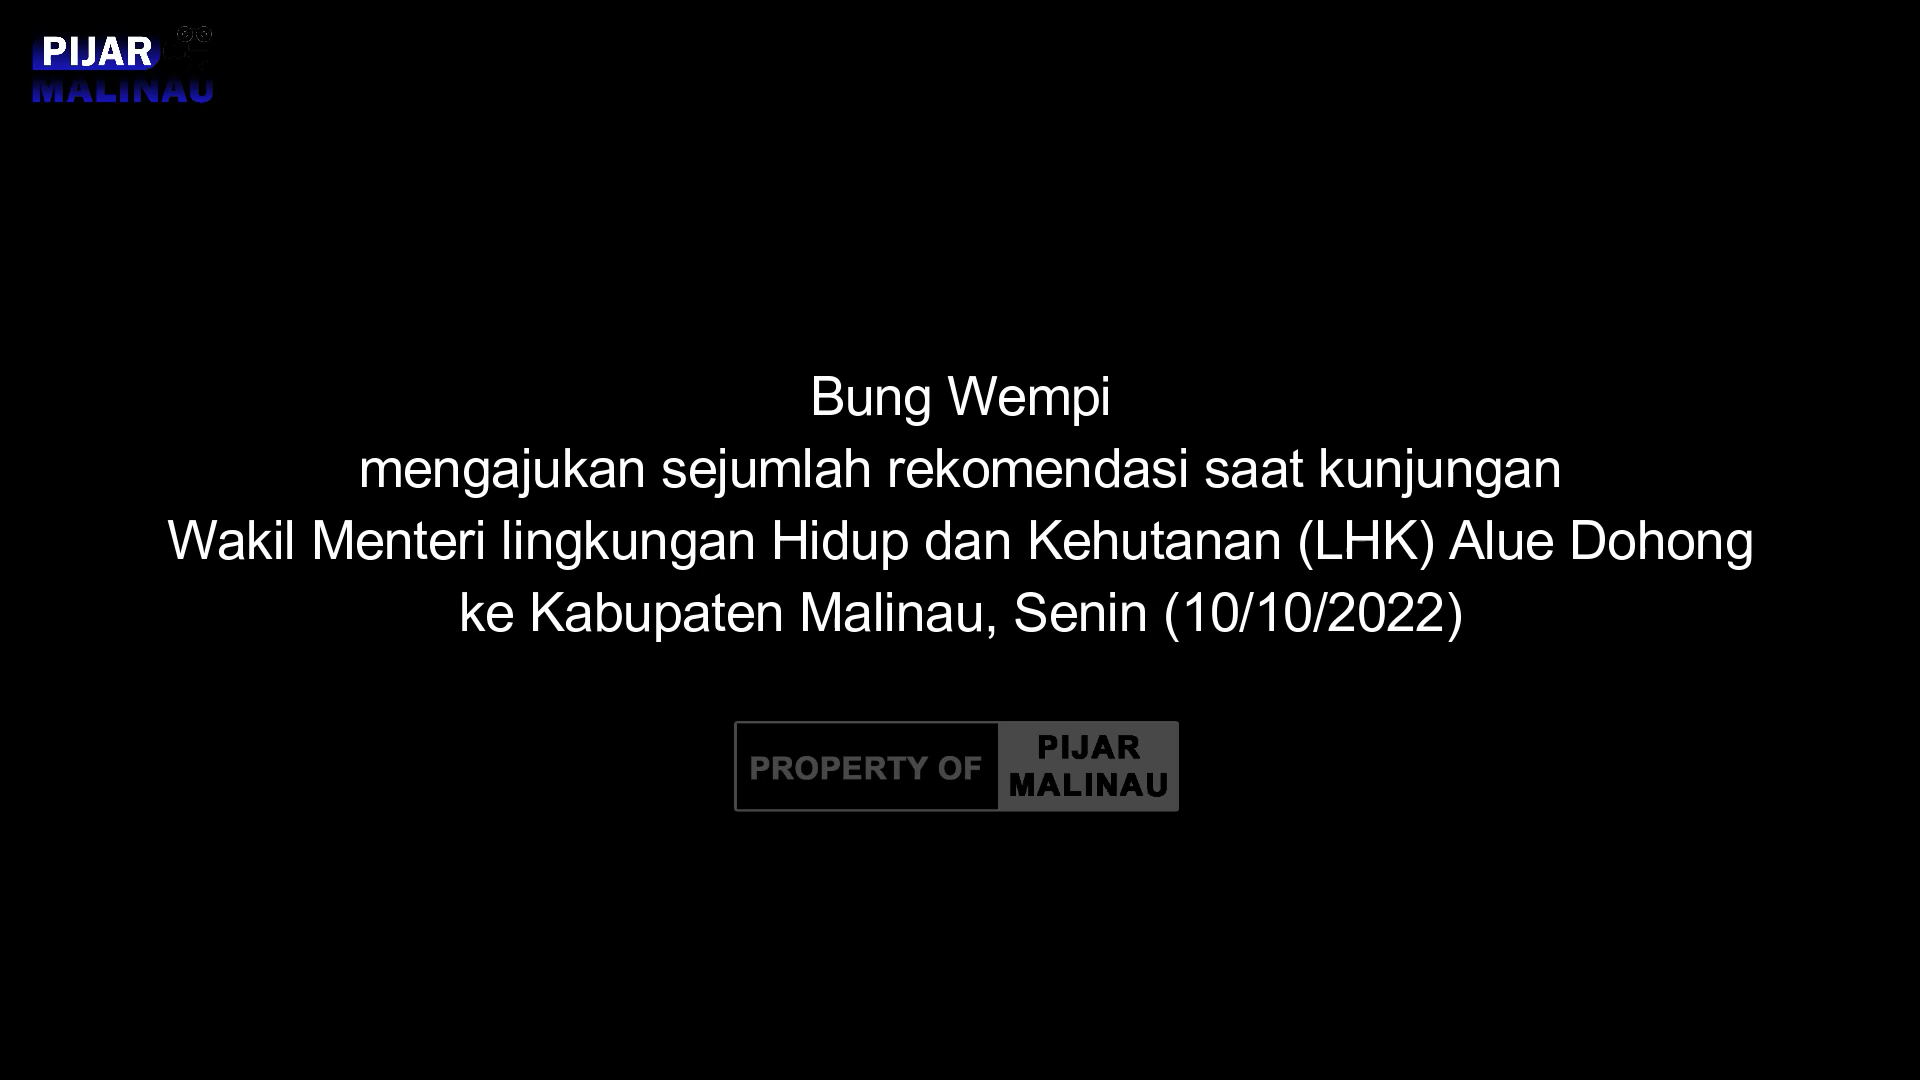 PIJAR
MALINAU
Bung Wempi
mengajukan sejumlah rekomendasi saat kunjungan
Wakil Menteri lingkungan Hidup dan Kehutanan (LHK) Alue Dohong
ke Kabupaten Malinau, Senin (10/10/2022)
PROPERTY OF
PIJAR
MALINAU